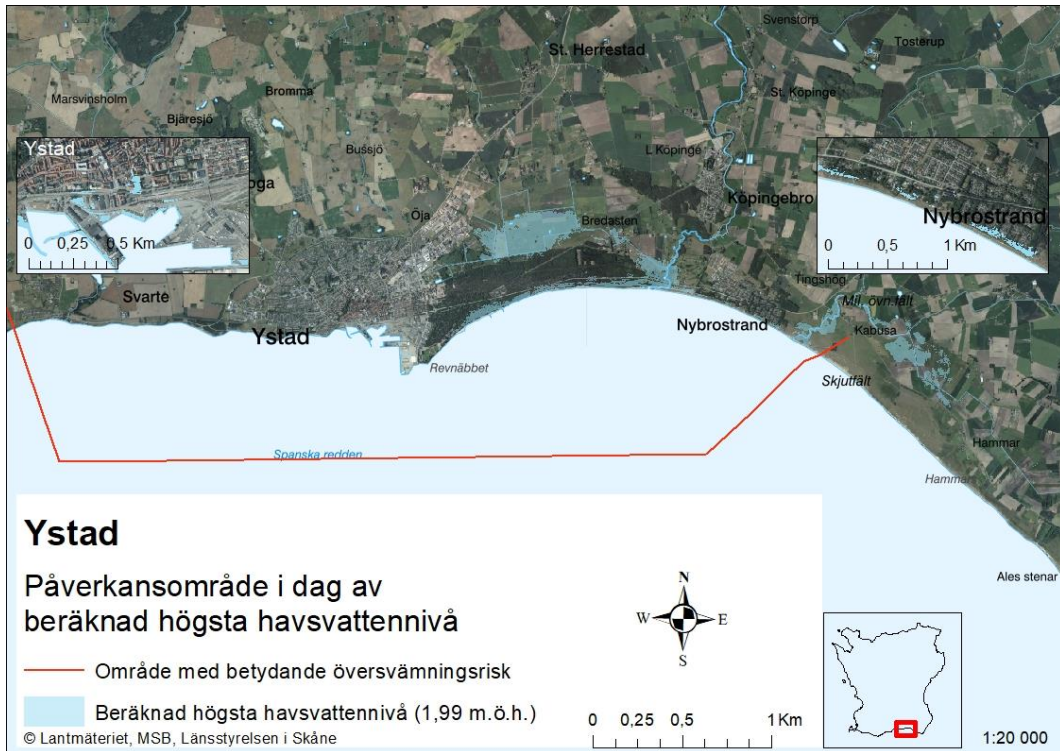 Svenstorp
St. Herrestad
Tosterup
Marsvinsholm
Bromma
St. Köpinge
Bjäresjö
Ystad
Bussjö
L Köpinge
oga
Köpingebro
Öja
Bredasten
Nybrostrand
0 0,25 0,5 Km
0 0,5 1 Km
Svarte
Tingshög
Mil. övn.fält
Ystad
Nybrostrand
Kabusa
Revnäbbet
Skjutfält
Hammar
Spanska redden
Hammar
Ystad
Påverkansområde i dag av
beräknad högsta havsvattennivå
N
W E
S
Ales stenar
Område med betydande översvämningsrisk
Beräknad högsta havsvattennivå (1,99 m.ö.h.)
0 0,25 0,5 1 Km
© Lantmäteriet, MSB, Länsstyrelsen i Skåne
1:20 000